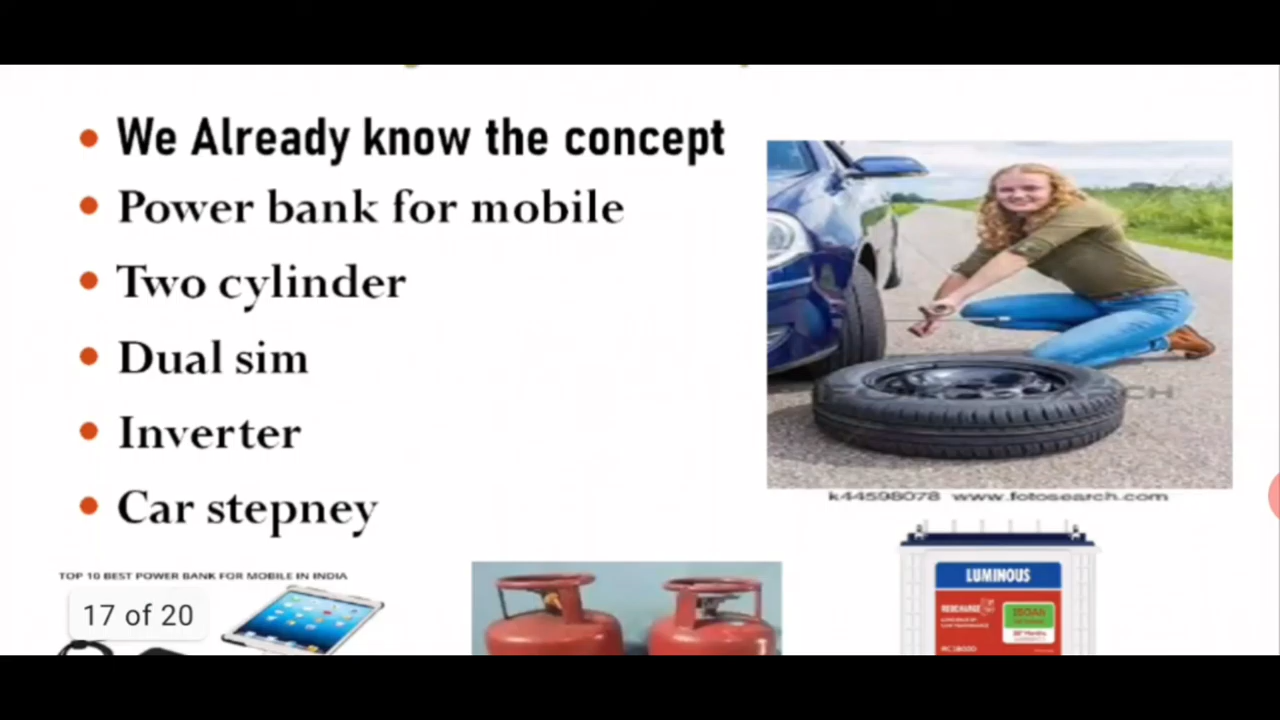 We Already know the concept
Power bank for mobile
Two cylinder
Dual sim
Inverter
Car stepney
k44598078 www.fotosearch.com
TOP 10 BEST POWER BANK FOR MOBILE IN INDIA
17 of 20
LUMINOUS
150Ah